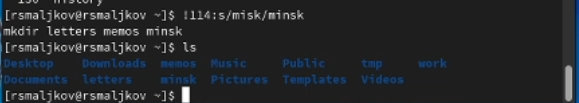 130 history
[rsmaljkov@rsmaljkov ~]$ !114:s/misk/minsk
mkdir letters memos minsk
[rsmaljkov@rsmaljkov ~]$ ls
Desktop Downloads memos Music Public tmp work
Documents letters minsk Pictures Templates Videos
[rsmaljkov@rsmaljkov ~]$